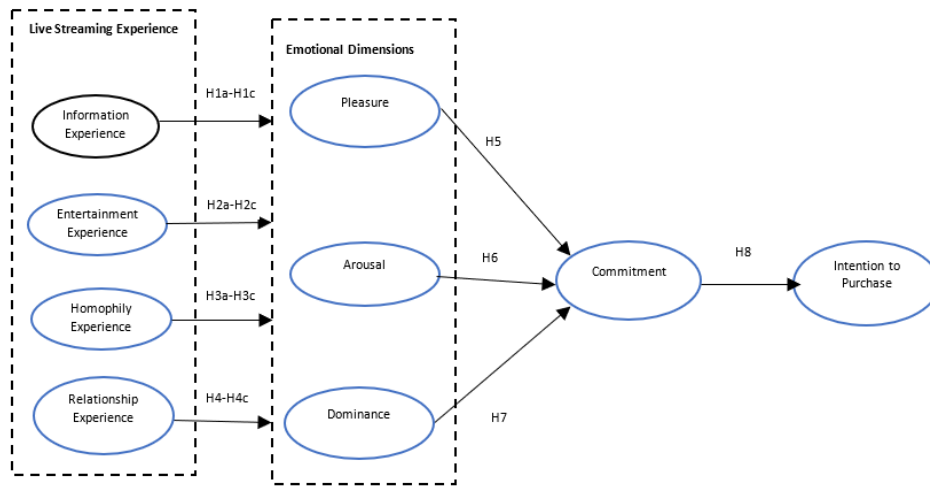 Live Streaming Experience
Information
Experience
Entertainment
Experience
Homophily
Experience
Relationship
Experience
H1a-H1c
H2a-H2c
H3a-H3c
H4-H4c
Emotional Dimensions
Pleasure
Arousal
Dominance
H5
H6
H7
Commitment
H8
Intention to
Purchase